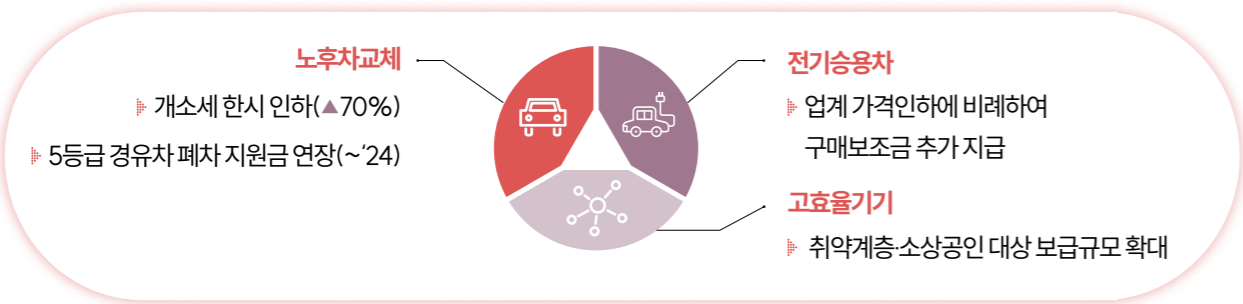 노후차교체
개소세 한시 인하(▲70%)
5등급 경유차 폐차 지원금 연장(~‘24)
전기승용차
업계 가격인하에 비례하여
구매보조금 추가 지급
고효율기기
취약계층·소상공인 대상 보급규모 확대